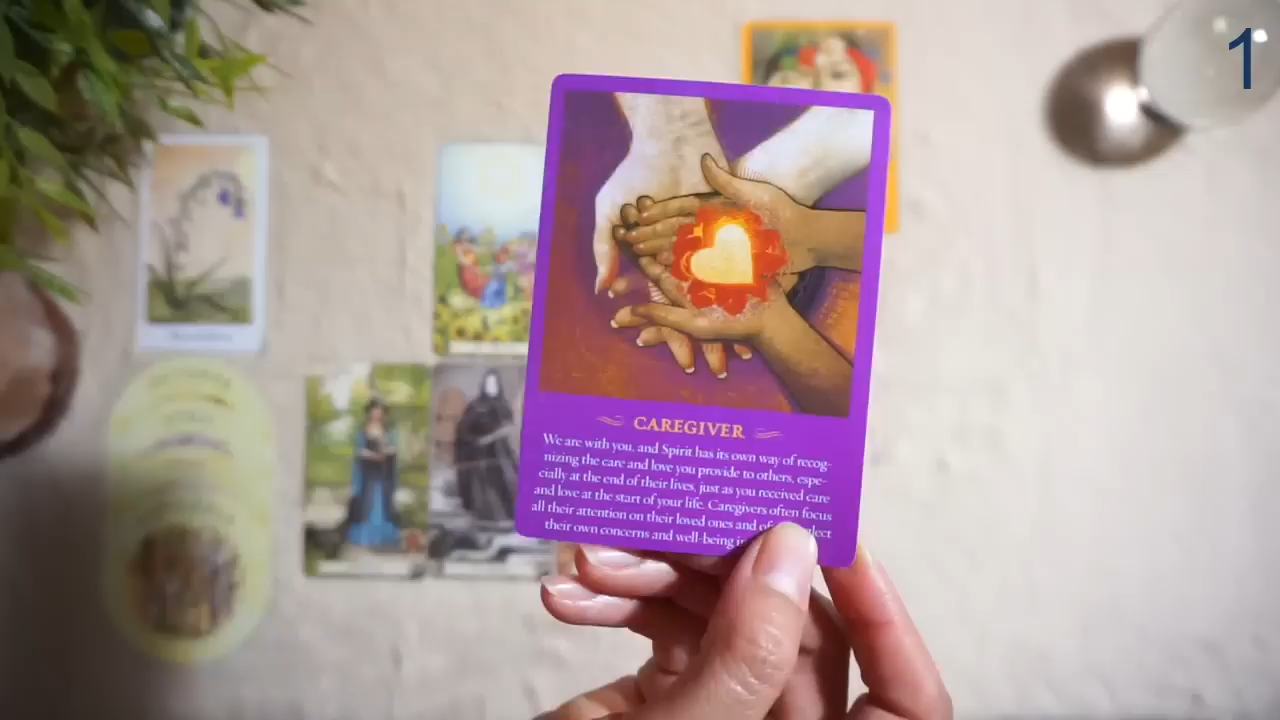 1
CAREGIVER
We are with you, and Spirit has its own way of recog-
nizing the care and love you provide to others, espe-
cially at the end of their lives, just as you received care
and love at the start of your life. Caregivers often focus
all their attention on their loved ones and
their own concerns and well-being